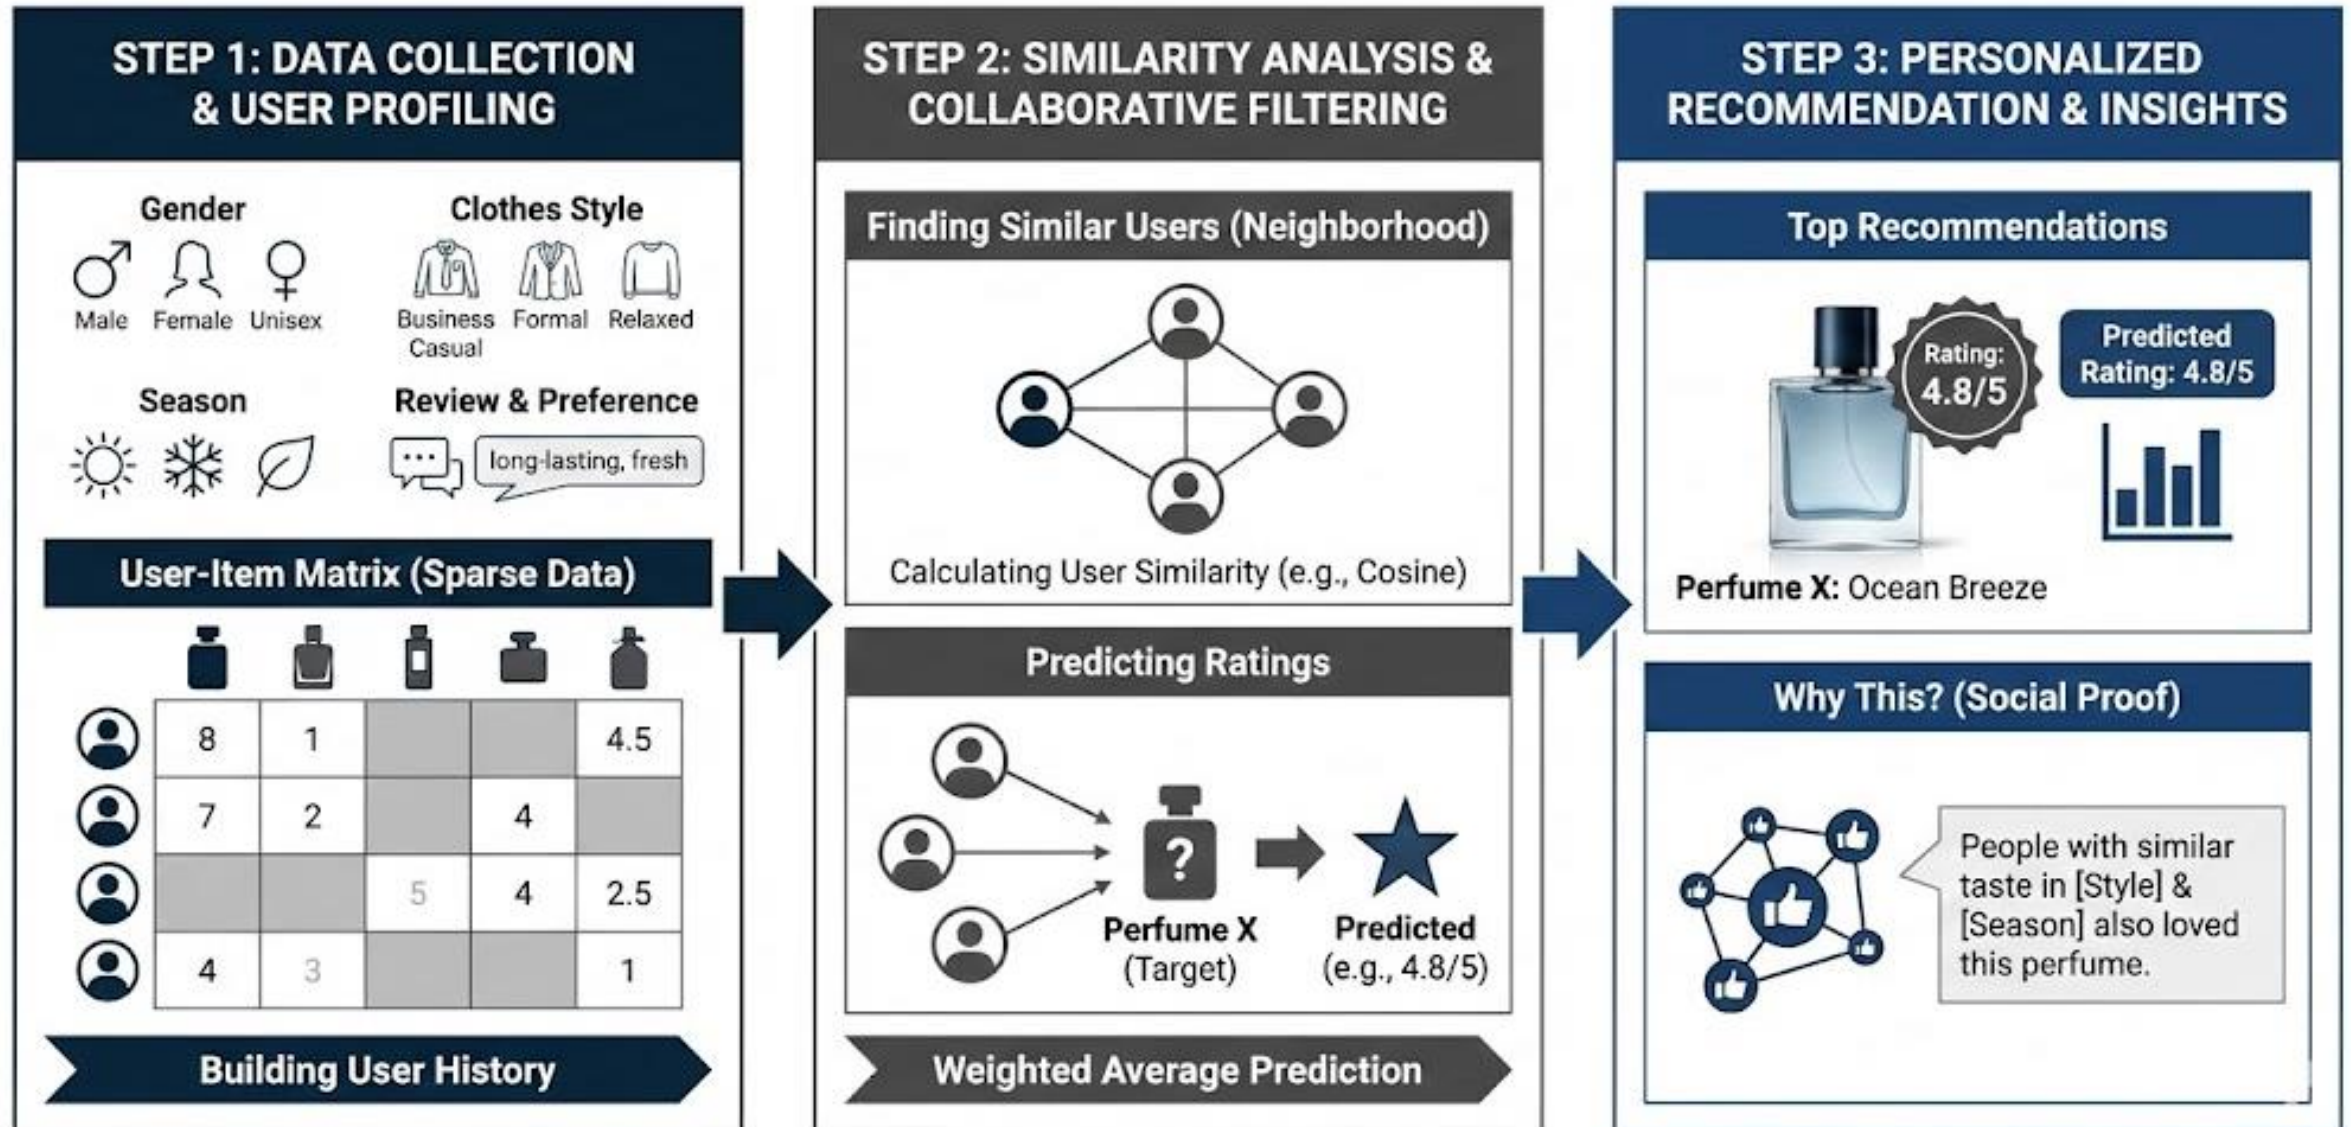 STEP 1: DATA COLLECTION
& USER PROFILING
Gender
Male Female Unisex
Clothes Style
Business
Casual
Formal Relaxed
Season
Review & Preference
long-lasting, fresh
User-Item Matrix (Sparse Data)
8 1 4.5
7 2 4
5 4 2.5
4 3 1
Building User History
STEP 2: SIMILARITY ANALYSIS &
COLLABORATIVE FILTERING
Finding Similar Users (Neighborhood)
Calculating User Similarity (e.g., Cosine)
Predicting Ratings
?
Perfume X
(Target)
Predicted
(e.g., 4.8/5)
Weighted Average Prediction
STEP 3: PERSONALIZED
RECOMMENDATION & INSIGHTS
Top Recommendations
Rating:
4.8/5
Predicted
Rating: 4.8/5
Perfume X: Ocean Breeze
Why This? (Social Proof)
People with similar
taste in [Style] &
[Season] also loved
this perfume.